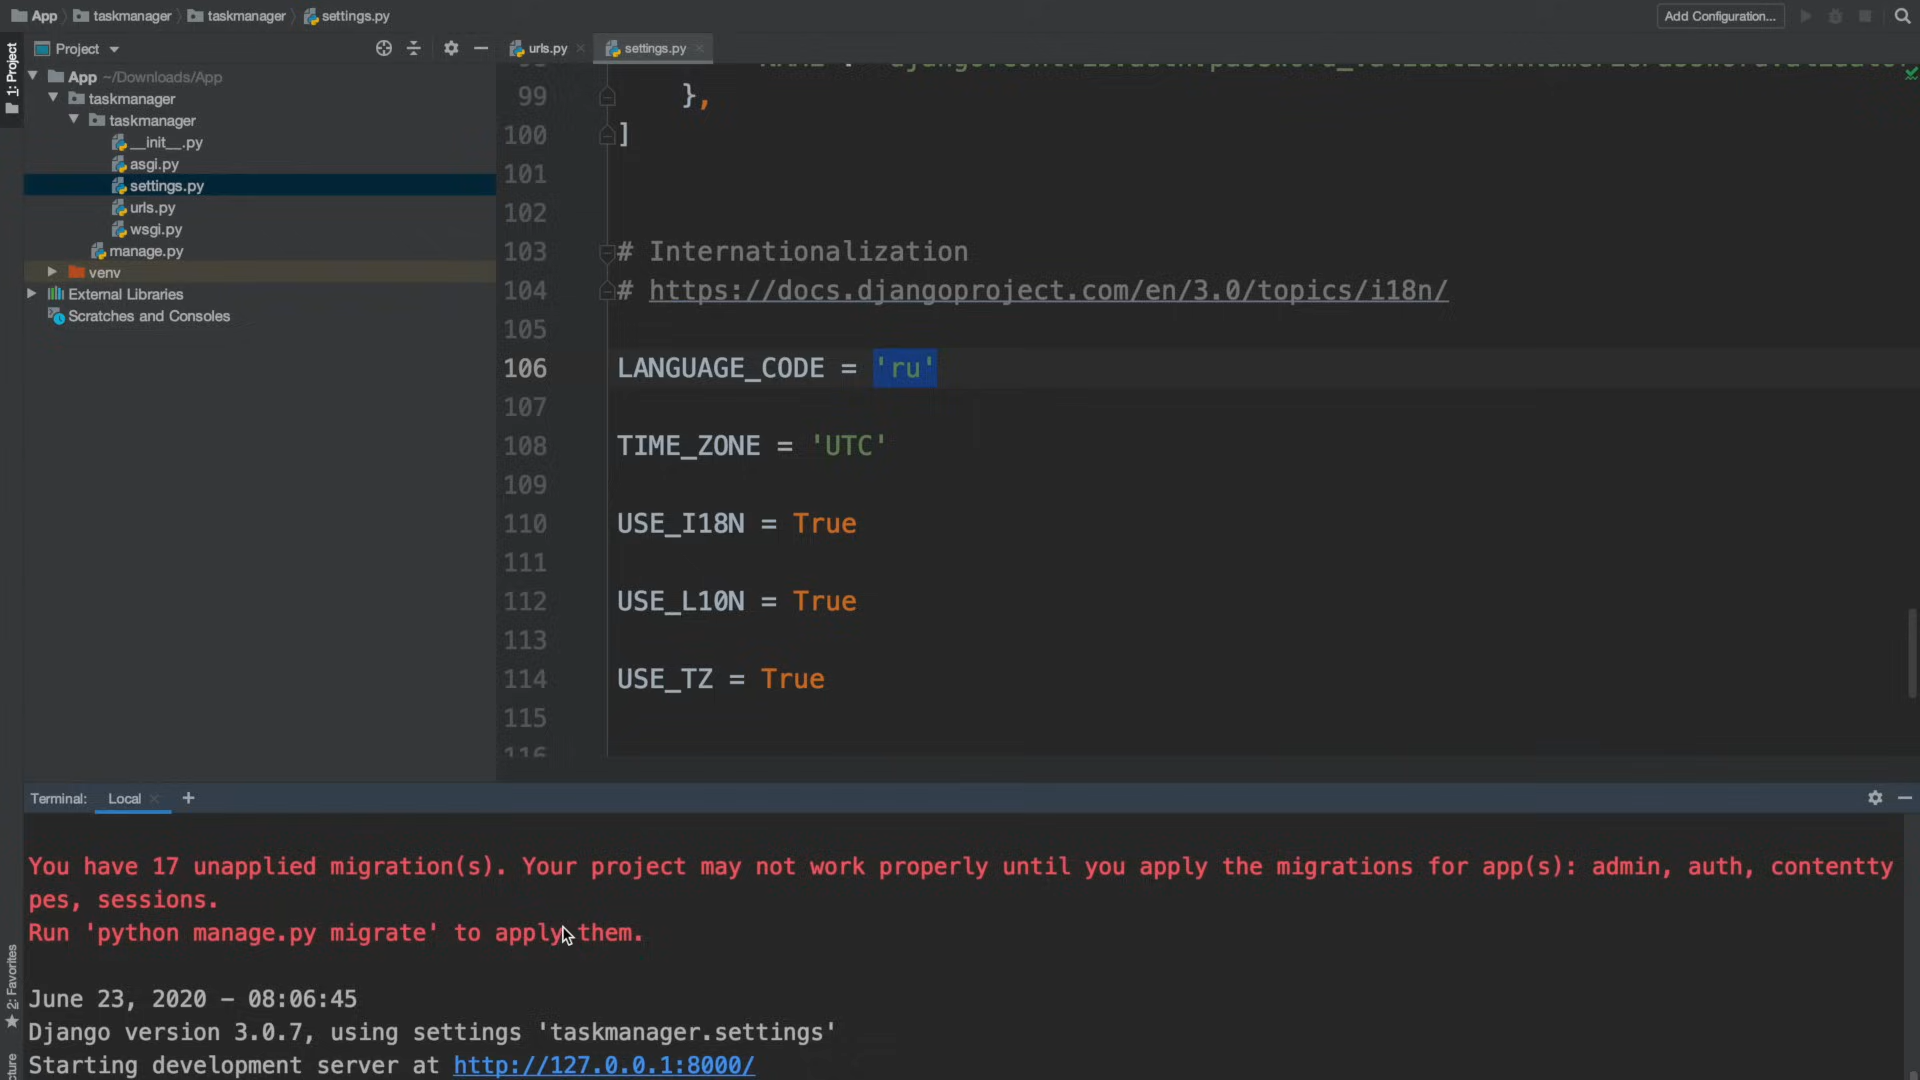 App taskmanager taskmanager settings.py
Add Configuration...
1: Project
Project
urls.py settings.py
App ~/Downloads/App
taskmanager
taskmanager
__init__.py
asgi.py
settings.py
urls.py
wsgi.py
manage.py
venv
External Libraries
Scratches and Consoles
99 },
100 ]
101
102
103 # Internationalization
104 # https://docs.djangoproject.com/en/3.0/topics/i18n/
105
106 LANGUAGE_CODE = 'ru'
107
108 TIME_ZONE = 'UTC'
109
110 USE_I18N = True
111
112 USE_L10N = True
113
114 USE_TZ = True
115
116
Terminal: Local +
You have 17 unapplied migration(s). Your project may not work properly until you apply the migrations for app(s): admin, auth, contentty
pes, sessions.
Run 'python manage.py migrate' to apply them.
June 23, 2020 – 08:06:45
Django version 3.0.7, using settings 'taskmanager.settings'
Starting development server at http://127.0.0.1:8000/
2: Favorites